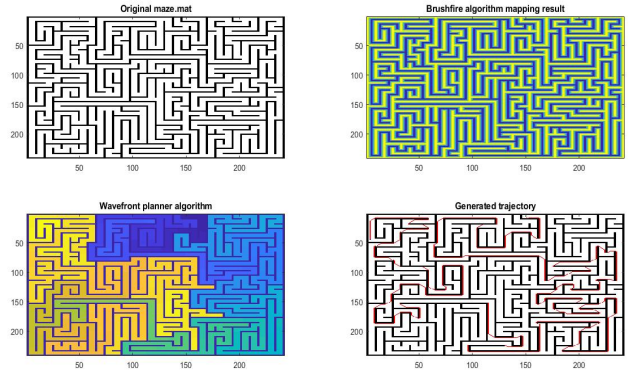 Original maze.mat
50
100
150
200
50 100 150 200
Brushfire algorithm mapping result
50
100
150
200
50 100 150 200
Wavefront planner algorithm
50
100
150
200
50 100 150 200
Generated trajectory
50
100
150
200
50 100 150 200